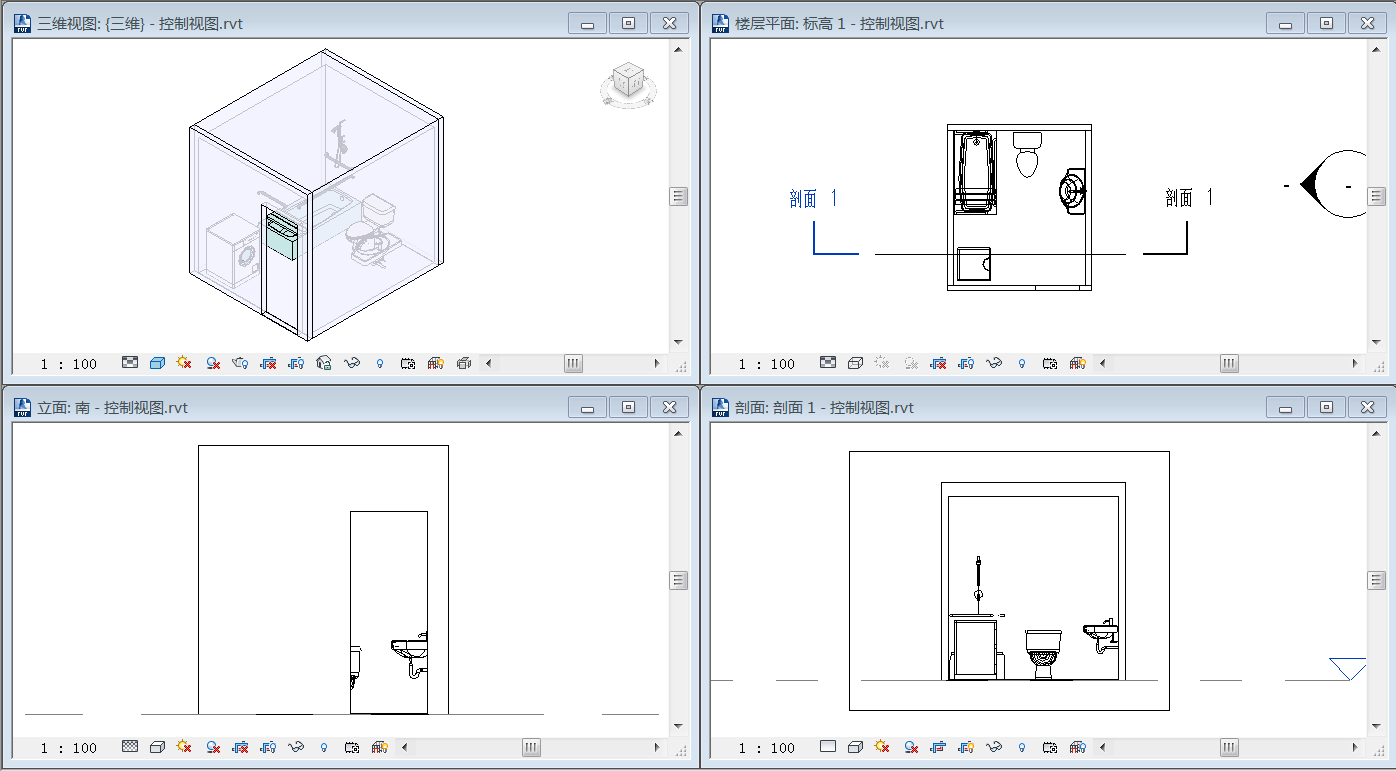 三维视图: {三维} - 控制视图.rvt
楼层平面: 标高 1 - 控制视图.rvt
剖面 1
剖面 1
1 : 100
1 : 100
立面: 南 - 控制视图.rvt
剖面: 剖面 1 - 控制视图.rvt
1 : 100
1 : 100